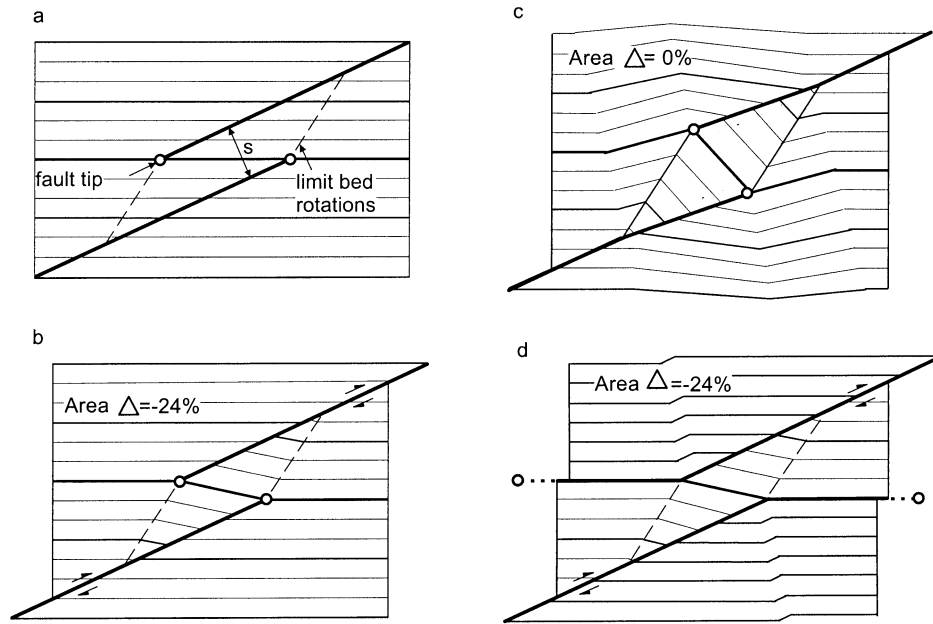 a
s
fault tip
limit bed
rotations
b
Area △=-24%
c
Area △= 0%
d
Area △=-24%